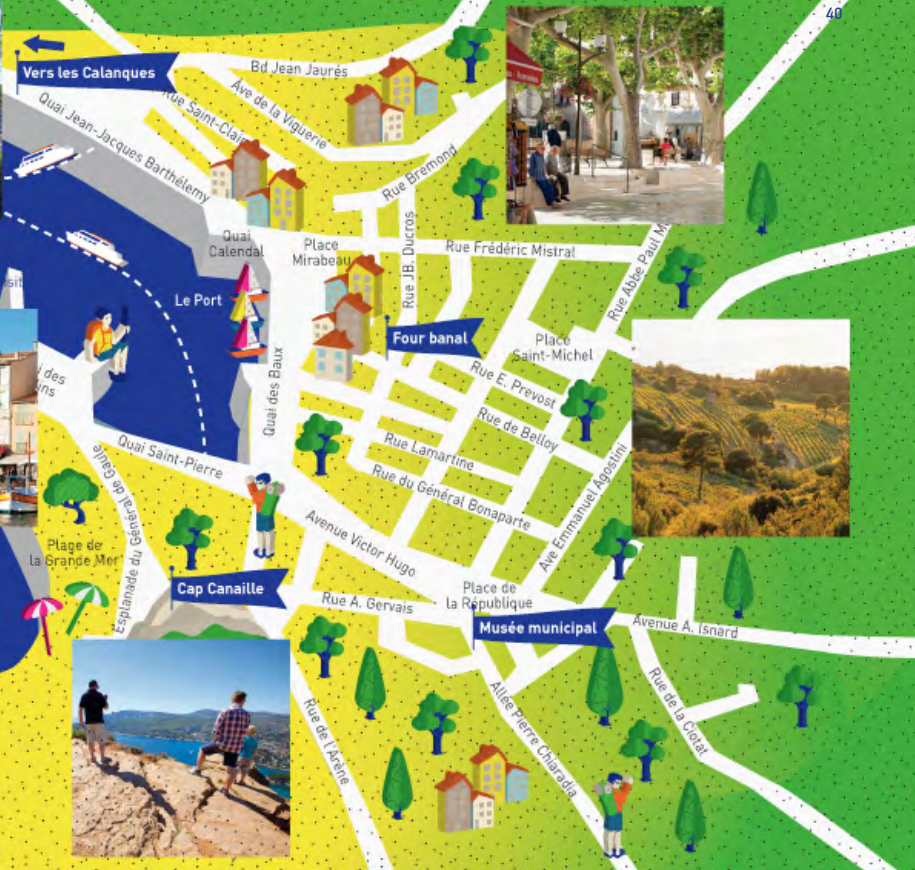 40
Vers les Calanques
Bd Jean Jaurès
Ave de la Viguerie
Rue Saint-Clair
Quai Jean-Jacques Barthélemy
Rue Bremond
Quai
Calendal
Place
Mirabeau
Rue JB. Ducros
Rue Frédéric Mistral
Rue Abbe Paul M
Le Port
Four banal
Place
Saint-Michel
Rue E. Prevost
Quai des Baux
Rue de Belloy
i des
ins
Rue Lamartine
Quai Saint-Pierre
Rue du Général Bonaparte
Ave Emmanuel Agostini
Esplanade du Général de Gaule
Avenue Victor Hugo
Plage de
la Grande Mer
Cap Canaille
Rue A. Gervais
Place de
la République
Musée municipal
Avenue A. Isnard
Rue de la Ciotat
Allée Pierre Chiaradia
Rue de l'Arène